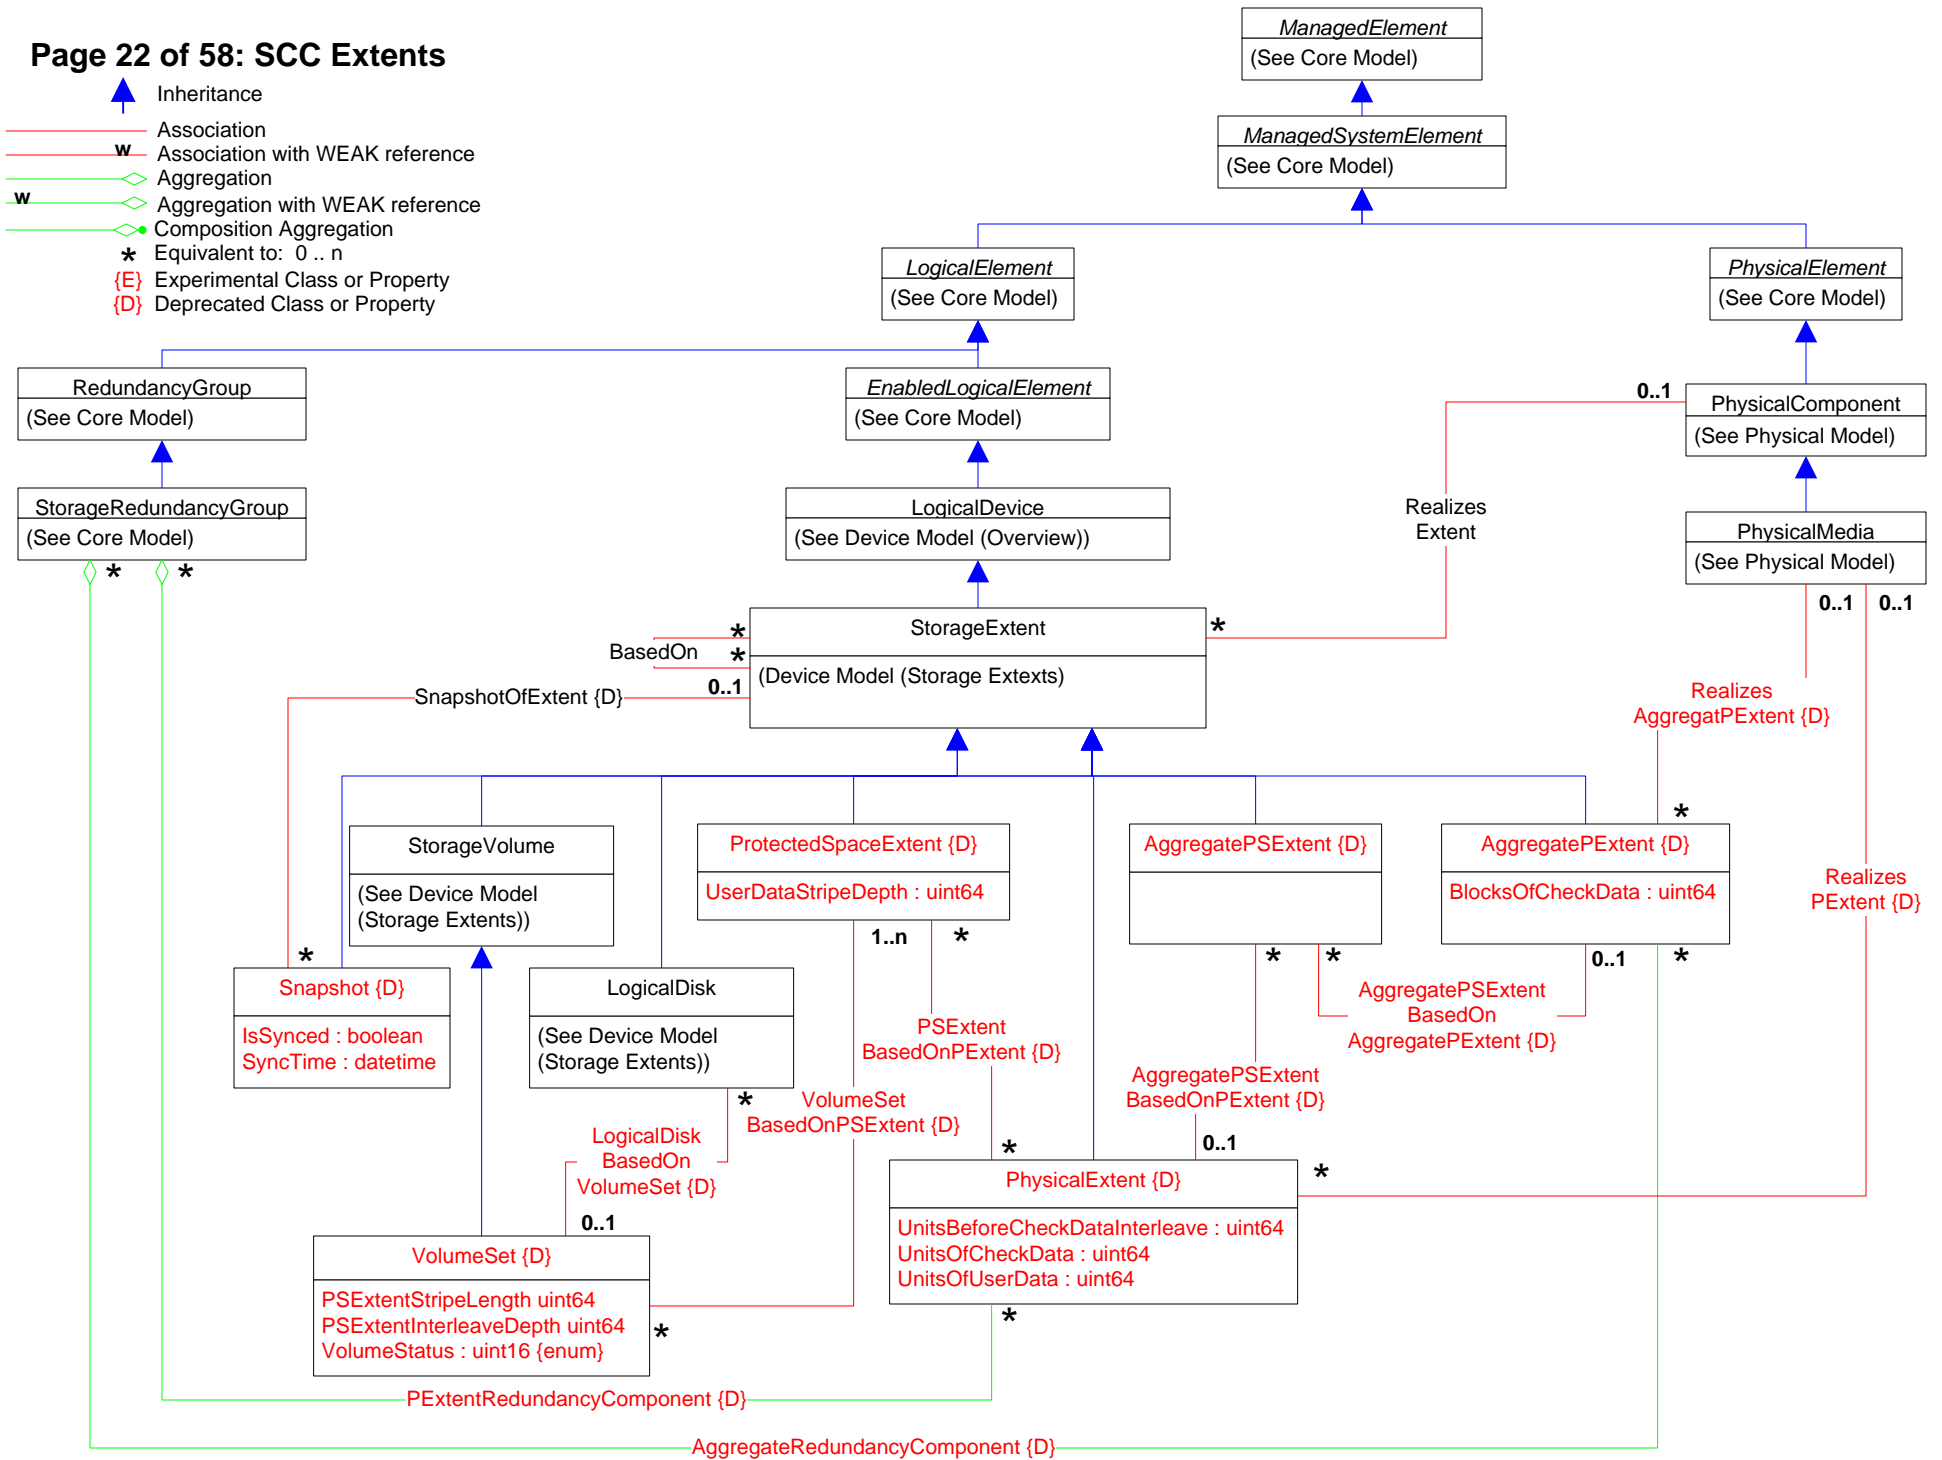 Page 22 of 58: SCC Extents
Inheritance
Association
w
Association with WEAK reference
Aggregation
w
Aggregation with WEAK reference
Composition Aggregation
* Equivalent to: 0 .. n
{E} Experimental Class or Property
{D} Deprecated Class or Property
ManagedElement
(See Core Model)
ManagedSystemElement
(See Core Model)
LogicalElement
(See Core Model)
PhysicalElement
(See Core Model)
RedundancyGroup
(See Core Model)
EnabledLogicalElement
(See Core Model)
0..1
PhysicalComponent
(See Physical Model)
StorageRedundancyGroup
(See Core Model)
* *
LogicalDevice
(See Device Model (Overview))
Realizes
Extent
PhysicalMedia
(See Physical Model)
0..1 0..1
StorageExtent
(Device Model (Storage Extexts)
*
BasedOn
*
*
0..1
SnapshotOfExtent {D}
Realizes
AggregatPExtent {D}
*
StorageVolume
(See Device Model
(Storage Extents))
ProtectedSpaceExtent {D}
UserDataStripeDepth : uint64
1..n *
AggregatePSExtent {D}
* *
AggregatePExtent {D}
BlocksOfCheckData : uint64
0..1 *
Realizes
PExtent {D}
*
Snapshot {D}
IsSynced : boolean
SyncTime : datetime
LogicalDisk
(See Device Model
(Storage Extents))
*
PSExtent
BasedOnPExtent {D}
*
AggregatePSExtent
BasedOn
AggregatePExtent {D}
AggregatePSExtent
BasedOnPExtent {D}
0..1
VolumeSet
BasedOnPSExtent {D}
LogicalDisk
BasedOn
VolumeSet {D}
0..1
PhysicalExtent {D}
UnitsBeforeCheckDataInterleave : uint64
UnitsOfCheckData : uint64
UnitsOfUserData : uint64
*
*
VolumeSet {D}
PSExtentStripeLength uint64
PSExtentInterleaveDepth uint64
VolumeStatus : uint16 {enum}
*
PExtentRedundancyComponent {D}
AggregateRedundancyComponent {D}